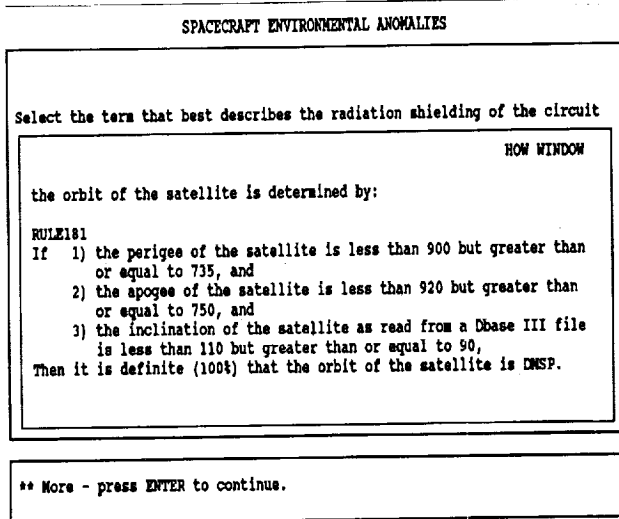 SPACECRAFT ENVIRONMENTAL ANOMALIES
Select the term that best describes the radiation shielding of the circuit
HOW WINDOW
the orbit of the satellite is determined by:
RULE181
If 1) the perigee of the satellite is less than 900 but greater than
or equal to 735, and
2) the apogee of the satellite is less than 920 but greater than
or equal to 750, and
3) the inclination of the satellite as read from a Dbase III file
is less than 110 but greater than or equal to 90,
Then it is definite (100%) that the orbit of the satellite is DMSP.
** More - press ENTER to continue.